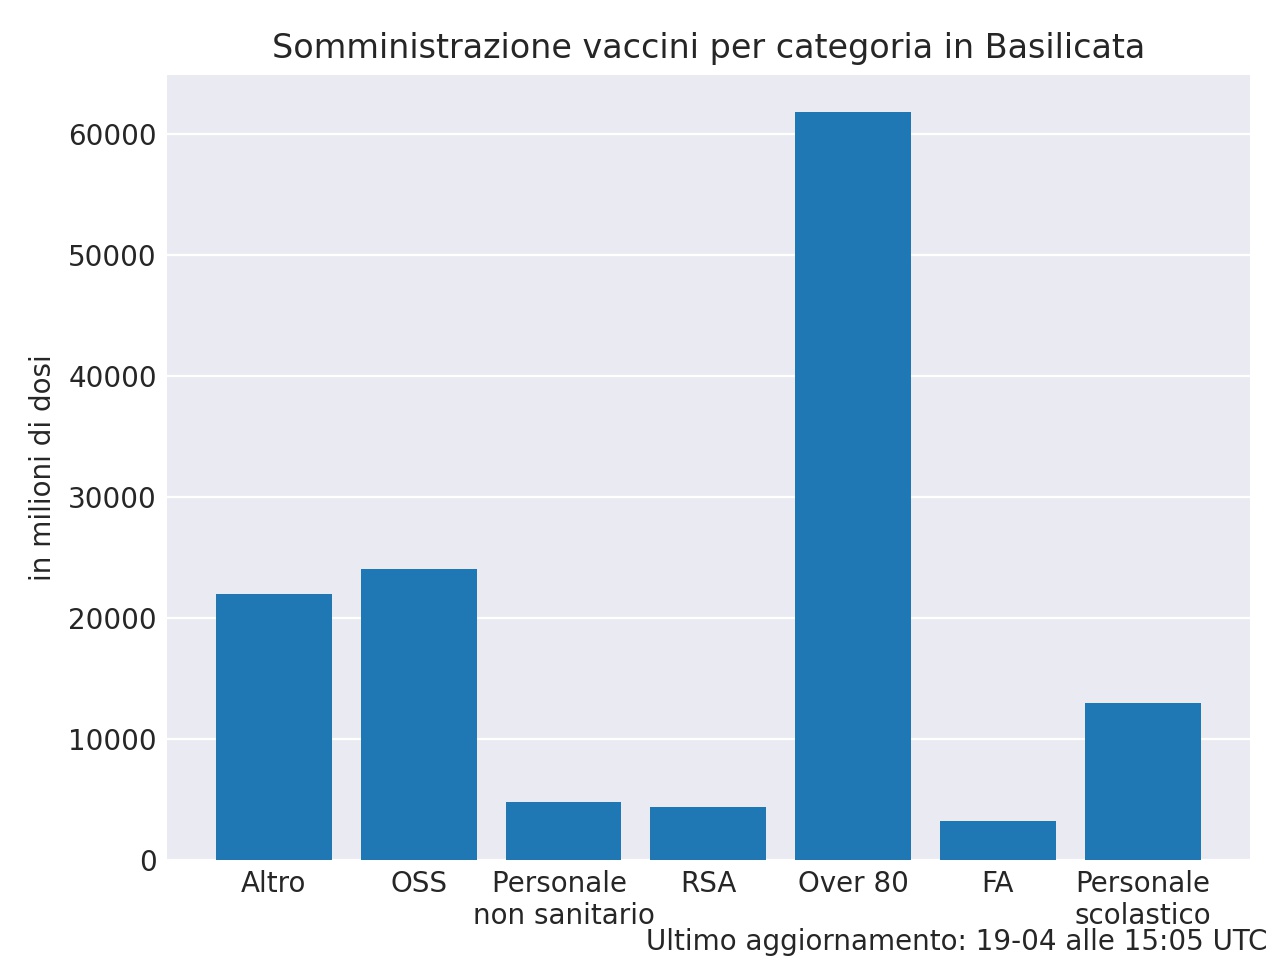 Somministrazione vaccini per categoria in Basilicata
in milioni di dosi
60000
50000
40000
30000
20000
10000
0
Altro
OSS
Personale
non sanitario
RSA
Over 80
FA
Personale
scolastico
Ultimo aggiornamento: 19-04 alle 15:05 UTC